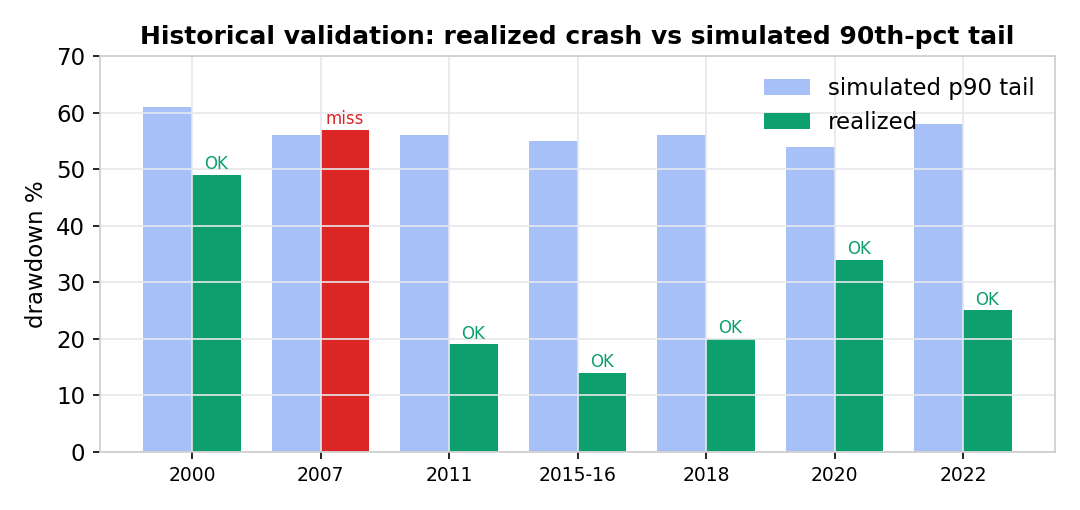 Historical validation: realized crash vs simulated 90th-pct tail
drawdown %
70
60
50
40
30
20
10
0
simulated p90 tail
realized
OK
miss
OK
OK
OK
OK
OK
2000
2007
2011
2015-16
2018
2020
2022